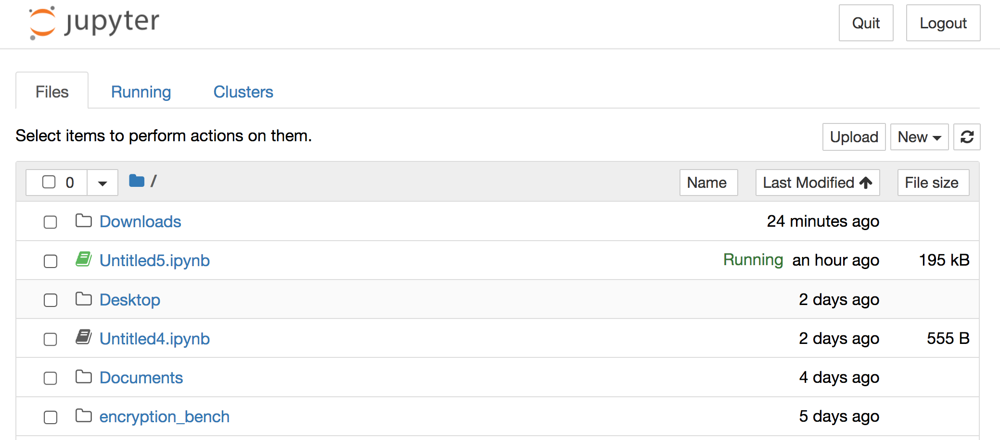 jupyter
Quit Logout
Files Running Clusters
Select items to perform actions on them.
Upload New
0 / Name Last Modified File size
Downloads 24 minutes ago
Untitled5.ipynb Running an hour ago 195 kB
Desktop 2 days ago
Untitled4.ipynb 2 days ago 555 B
Documents 4 days ago
encryption_bench 5 days ago